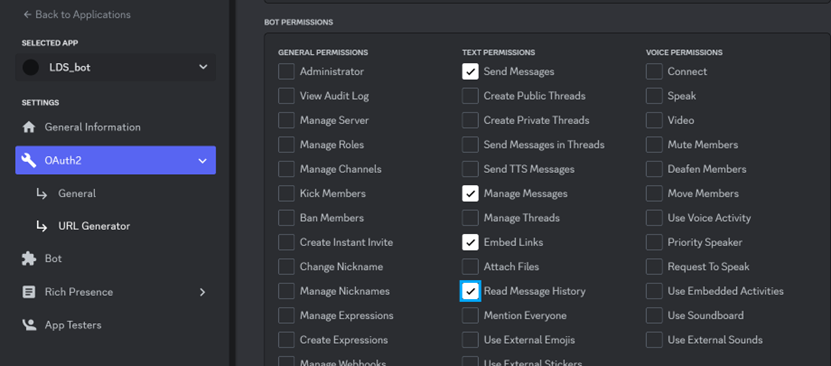 ← Back to Applications
SELECTED APP
LDS_bot
SETTINGS
General Information
OAuth2
General
URL Generator
Bot
Rich Presence
App Testers
BOT PERMISSIONS
GENERAL PERMISSIONS
Administrator
View Audit Log
Manage Server
Manage Roles
Manage Channels
Kick Members
Ban Members
Create Instant Invite
Change Nickname
Manage Nicknames
Manage Expressions
Create Expressions
Manage Webhooks
TEXT PERMISSIONS
Send Messages
Create Public Threads
Create Private Threads
Send Messages in Threads
Send TTS Messages
Manage Messages
Manage Threads
Embed Links
Attach Files
Read Message History
Mention Everyone
Use External Emojis
Use External Stickers
VOICE PERMISSIONS
Connect
Speak
Video
Mute Members
Deafen Members
Move Members
Use Voice Activity
Priority Speaker
Request To Speak
Use Embedded Activities
Use Soundboard
Use External Sounds